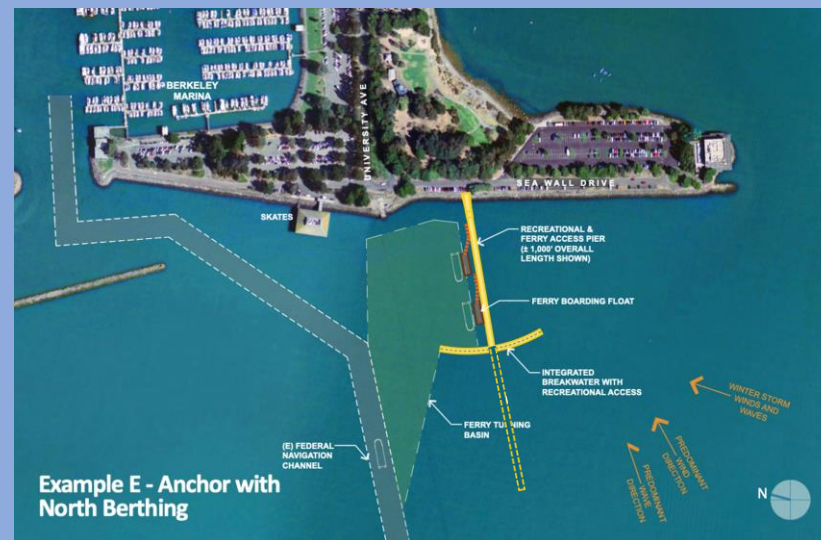 BERKELEY
MARINA
UNIVERSITY AVE
SEA WALL DRIVE
SKATES
RECREATIONAL &
FERRY ACCESS PIER
(± 1,000' OVERALL
LENGTH SHOWN)
FERRY BOARDING FLOAT
INTEGRATED
BREAKWATER WITH
RECREATIONAL ACCESS
WINTER STORM
WINDS AND
WAVES
FERRY TURNING
BASIN
PREDOMINANT
WIND
DIRECTION
PREDOMINANT
WAVE
DIRECTION
(E) FEDERAL
NAVIGATION
CHANNEL
Example E - Anchor with
North Berthing
N